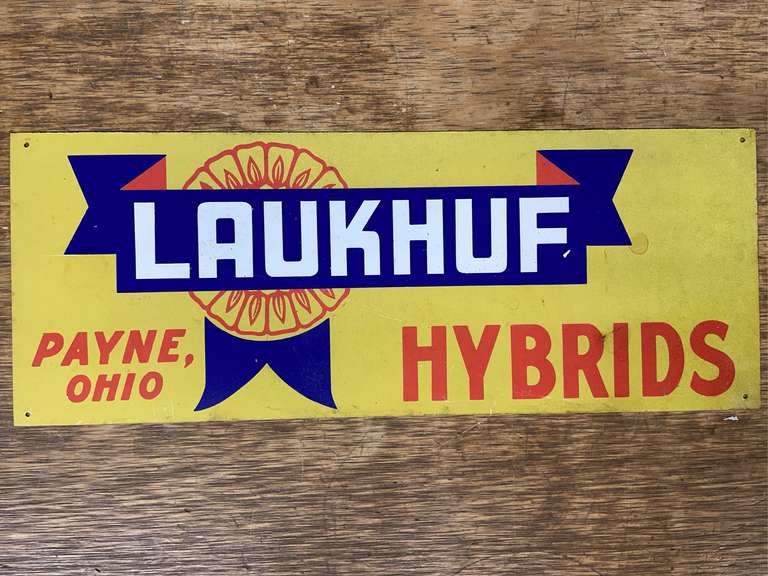 LAUKHUF
PAYNE,
OHIO
HYBRIDS